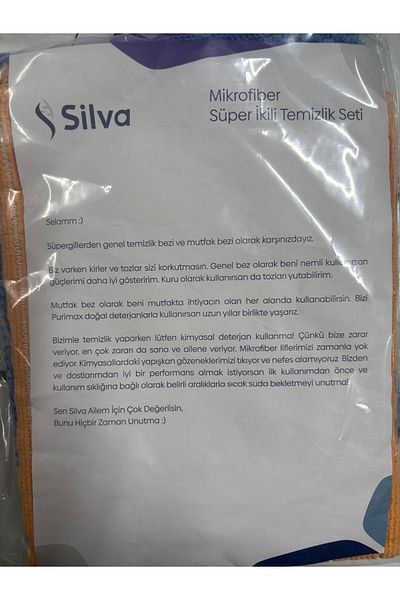 Silva
Mikrofiber
Süper İkili Temizlik Seti
Selamm :)
Süpergillerden genel temizlik bezi ve mutfak bezi olarak karşınızdayız.
Biz varken kirler ve tozlar sizi korkutmasın. Genel bez olarak beni nemli kullanırsan
güçlerimi daha iyi gösteririm. Kuru olarak kullanırsan da tozları yutabilirim.
Mutfak bez olarak beni mutfakta ihtiyacın olan her alanda kullanabilirsin. Bizi
Purimax doğal deterjanlarla kullanırsan uzun yıllar birlikte yaşarız.
Bizimle temizlik yaparken lütfen kimyasal deterjan kullanma! Çünkü bize zarar
veriyor, en çok zararı da sana ve ailene veriyor. Mikrofiber liflerimizi zamanla yok
ediyor. Kimyasallardaki yapışkan gözeneklerimizi tıkıyor ve nefes alamıyoruz. Bizden
ve dostlarımdan iyi bir performans almak istiyorsan ilk kullanımdan önce ve
kullanım sıklığına bağlı olarak belirli aralıklarla sıcak suda bekletmeyi unutma!
Sen Silva Ailem İçin Çok Değerlisin,
Bunu Hiçbir Zaman Unutma :)